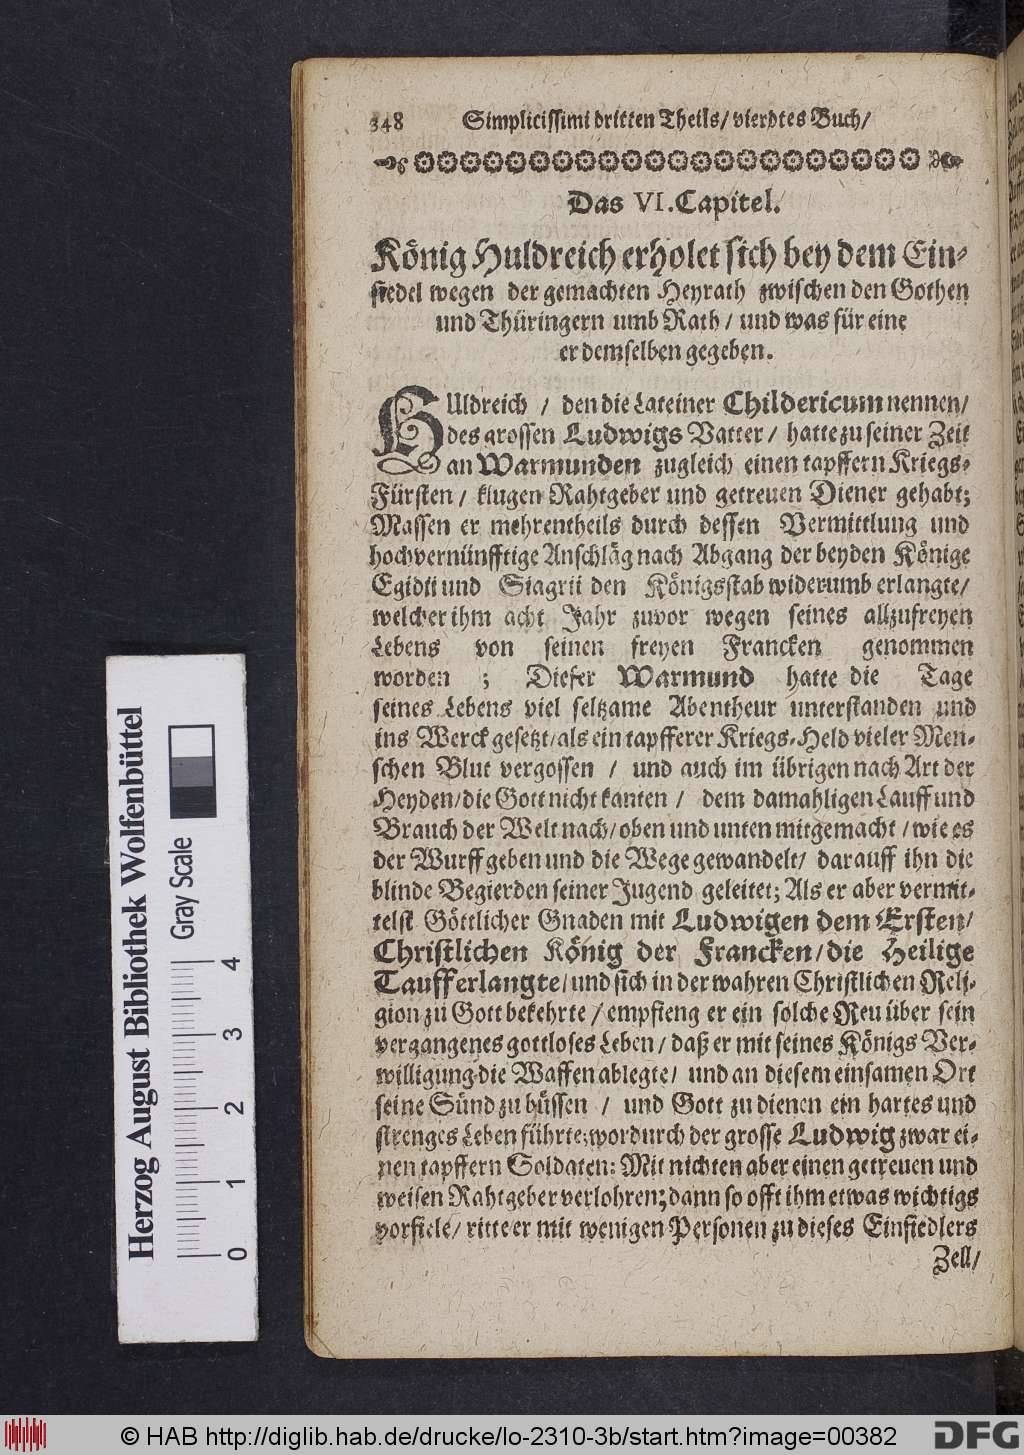 348 Simplicissimi dritten Theils/ vierdtes Buch/
Das VI. Capitel.
König Huldreich erholet sich bey dem Ein-
siedel wegen der gemachten Heyrath zwischen den Gothen
und Thüringern umb Rath / und was für eine
er demselben gegeben.
HUldreich / den die Lateiner Childericum nennen/
des grossen Ludwigs Vatter / hatte zu seiner Zeit
an Warmunden zugleich einen tapffern Kriegs-
Fürsten / klugen Rahtgeber und getreuen Diener gehabt;
Massen er mehrentheils durch dessen Vermittlung und
hochvernünfftige Anschläg nach Abgang der beyden Könige
Egidii und Siagrii den Königsstab widerumb erlangte/
welcher ihm acht Jahr zuvor wegen seines allzufreyen
Lebens von seinen freyen Francken genommen
worden ; Dieser Warmund hatte die Tage
seines Lebens viel seltzame Abentheur unterstanden und
ins Werck gesetzt/als ein tapfferer Kriegs-Held vieler Men-
schen Blut vergossen / und auch im übrigen nach Art der
Heyden/die Gott nicht kanten / dem damahligen Lauff und
Brauch der Welt nach/oben und unten mitgemacht / wie es
der Wurff geben und die Wege gewandelt/ darauff ihn die
blinde Begierden seiner Jugend geleitet; Als er aber vermit-
telst Göttlicher Gnaden mit Ludwigen dem Ersten/
Christlichen König der Francken/die Heilige
Tauff erlangte/und sich in der wahren Christlichen Reli-
gion zu Gott bekehrte / empfieng er ein solche Reu über sein
vergangenes gottloses Leben / daß er mit seines Königs Ver-
willigung die Waffen ablegte/ und an diesem einsamen Ort
seine Sünd zu büssen / und Gott zu dienen ein hartes und
strenges Leben führte;wordurch der grosse Ludwig zwar ei-
nen tapffern Soldaten: Mit nichten aber einen getreuen und
weisen Rahtgeber verlohren; dann so offt ihm etwas wichtigs
vorfiele/ ritte er mit wenigen Personen zu dieses Einsiedlers
Zell/
Herzog August Bibliothek Wolfenbüttel
Gray Scale
0 1 2 3 4
© HAB http://diglib.hab.de/drucke/lo-2310-3b/start.htm?image=00382
DFG